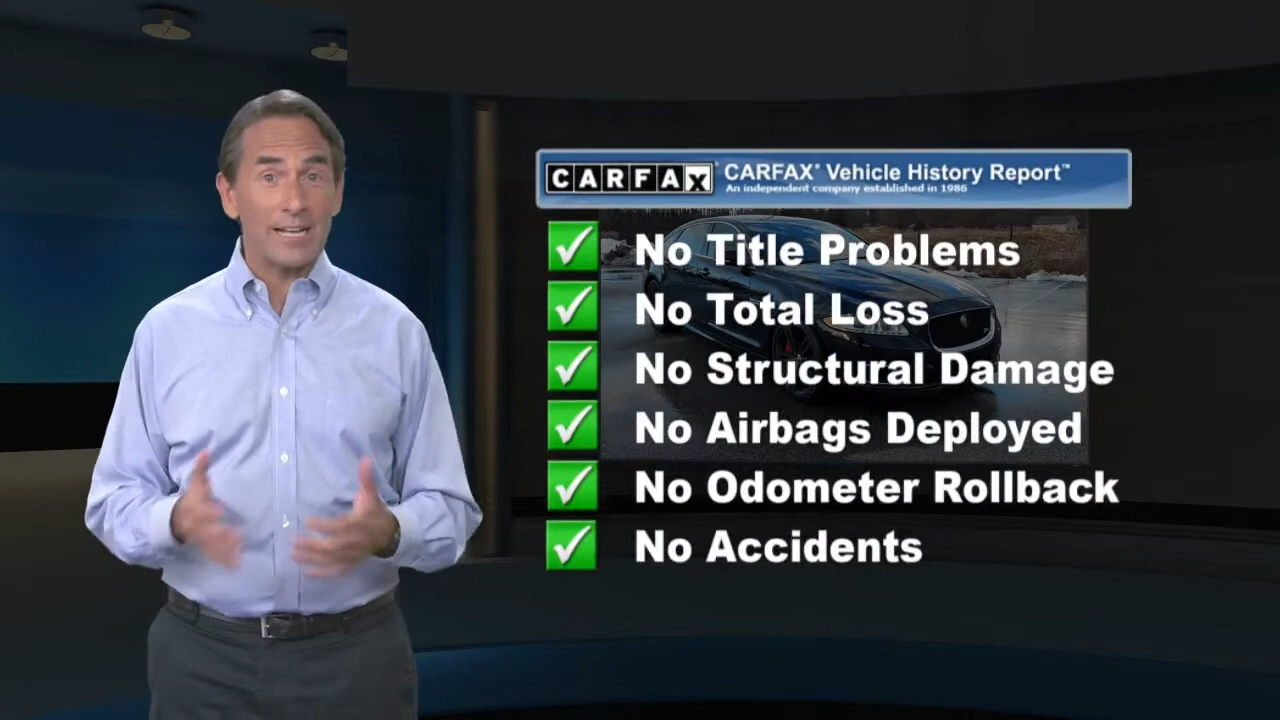 CARFAX
CARFAX® Vehicle History Report™
An independent company established in 1986
No Title Problems
No Total Loss
No Structural Damage
No Airbags Deployed
No Odometer Rollback
No Accidents